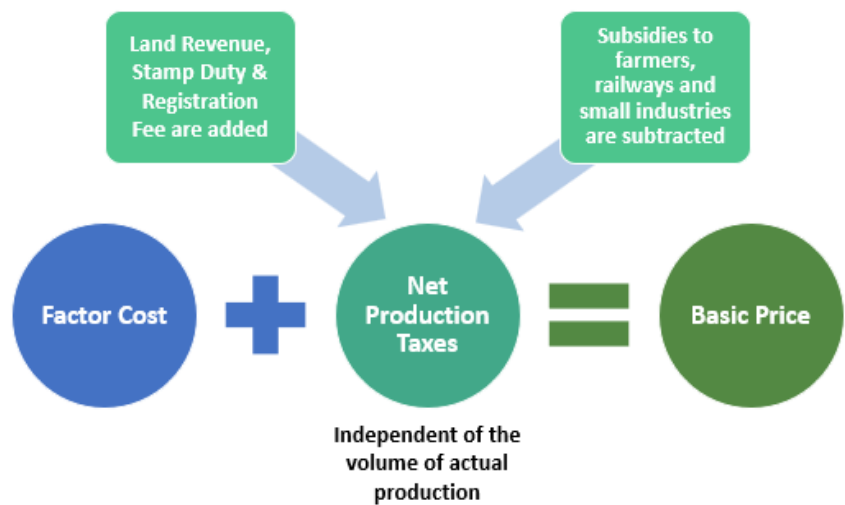 Land Revenue,
Stamp Duty &
Registration
Fee are added
Subsidies to
farmers,
railways and
small industries
are subtracted
Factor Cost
Net
Production
Taxes
Basic Price
Independent of the
volume of actual
production